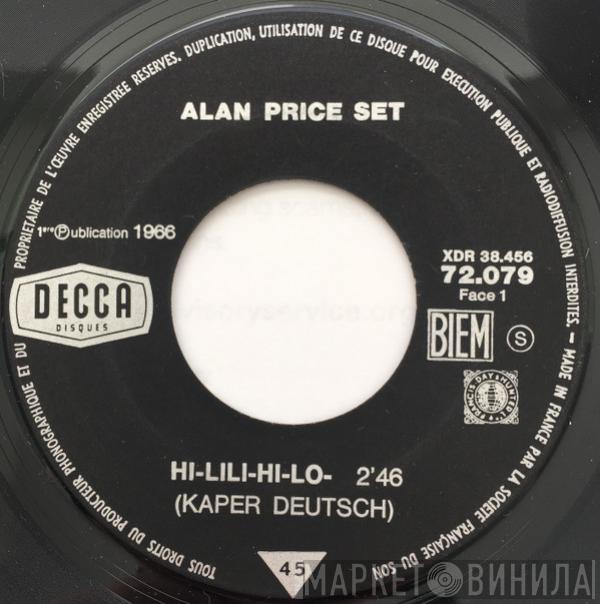 TOUS DROITS DU PRODUCTEUR PHONOGRAPHIQUE ET DU PROPRIETAIRE DE L'ŒUVRE ENREGISTREE RESERVES. DUPLICATION, UTILISATION DE CE DISQUE POUR EXECUTION PUBLIQUE ET RADIODIFFUSION INTERDITES. - MADE IN FRANCE PAR LA SOCIETE FRANÇAISE DU SON
ALAN PRICE SET
1ère Ⓟublication 1966
DECCA
DISQUES
XDR 38.456
72.079
Face 1
BIEM
S
FRANCIS DAY & HUNTER
HI-LILI-HI-LO- 2'46
(KAPER DEUTSCH)
45
МАРКЕТ ВИНИЛА